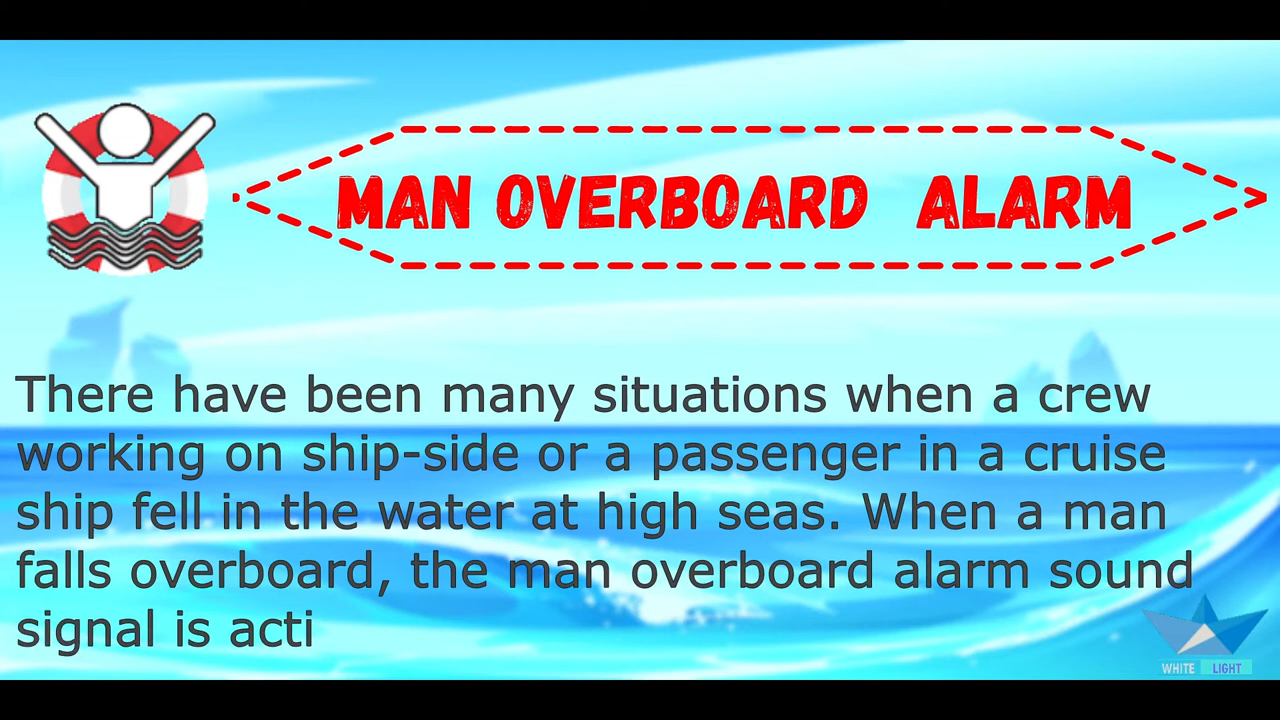 MAN OVERBOARD ALARM
There have been many situations when a crew
working on ship-side or a passenger in a cruise
ship fell in the water at high seas. When a man
falls overboard, the man overboard alarm sound
signal is acti
WHITE LIGHT